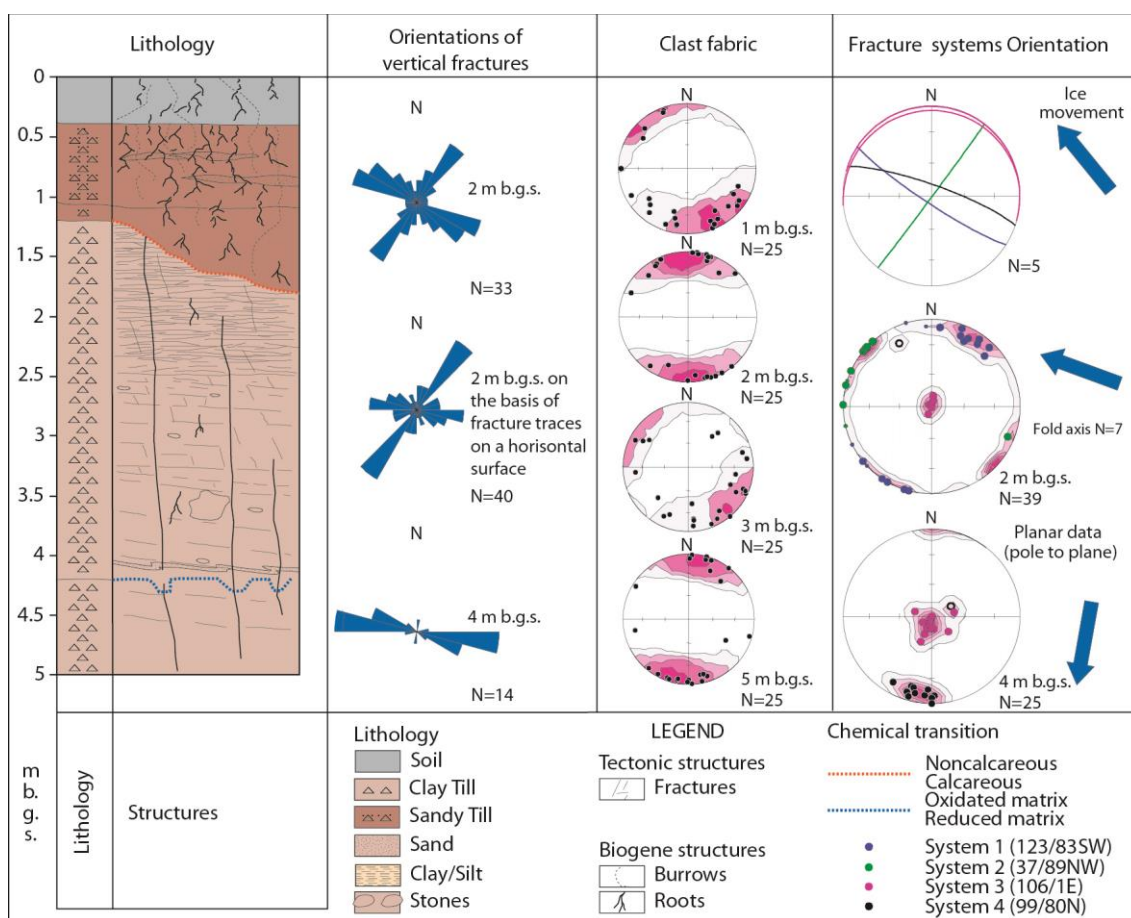 Lithology
Orientations of
vertical fractures
Clast fabric
Fracture systems Orientation
0
0.5
1
1.5
2
2.5
3
3.5
4
4.5
5
N
2 m b.g.s.
N=33
N
2 m b.g.s. on
the basis of
fracture traces
on a horisontal
surface
N=40
N
4 m b.g.s.
N=14
N
1 m b.g.s.
N=25
N
2 m b.g.s.
N=25
N
3 m b.g.s.
N=25
N
5 m b.g.s.
N=25
N
Ice
movement
N=5
N
Fold axis N=7
2 m b.g.s.
N=39
N
Planar data
(pole to plane)
4 m b.g.s.
N=25
m
b.
g.
s.
Lithology
Structures
Lithology
Soil
Clay Till
Sandy Till
Sand
Clay/Silt
Stones
LEGEND
Tectonic structures
Fractures
Biogene structures
Burrows
Roots
Chemical transition
Noncalcareous
Calcareous
Oxidated matrix
Reduced matrix
System 1 (123/83SW)
System 2 (37/89NW)
System 3 (106/1E)
System 4 (99/80N)